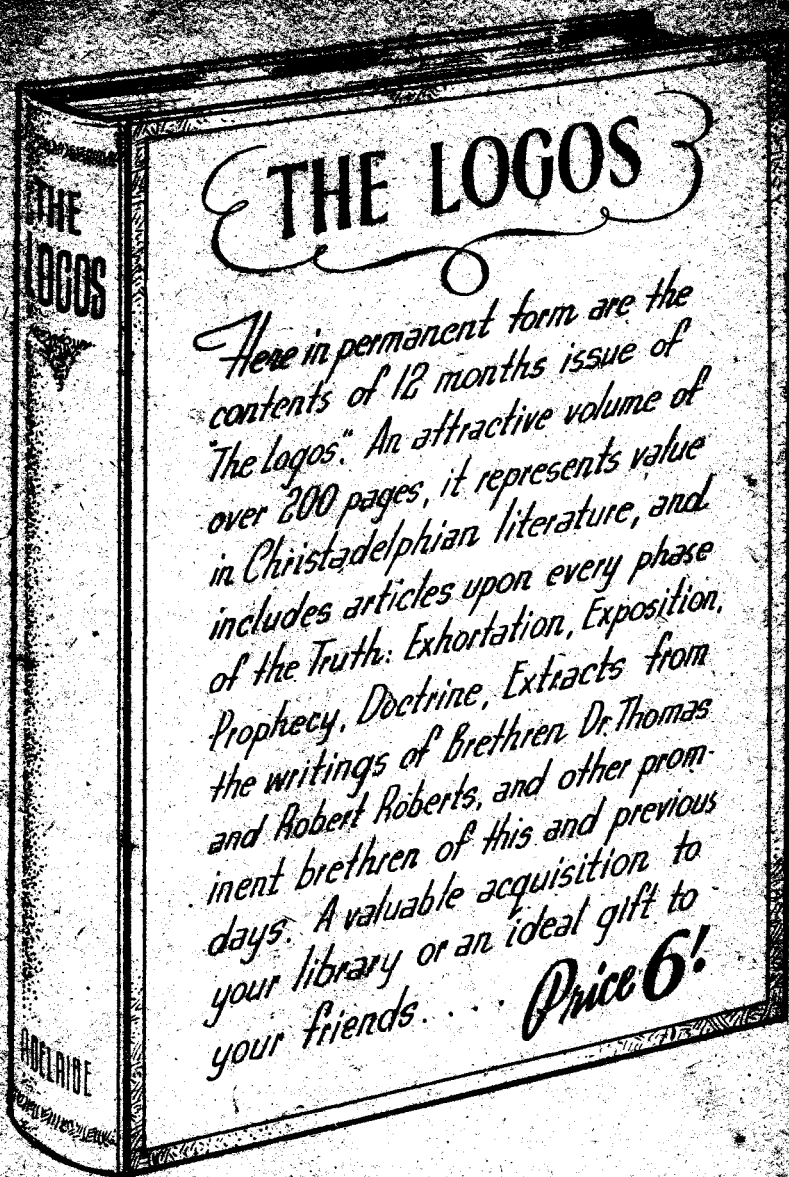 THE
LOGOS
ADELAIDE
THE LOGOS
Here in permanent form are the
contents of 12 months issue of
"The Logos". An attractive volume of
over 200 pages, it represents value
in Christadelphian literature, and
includes articles upon every phase
of the Truth: Exhortation, Exposition,
Prophecy, Doctrine, Extracts from
the writings of Brethren Dr. Thomas
and Robert Roberts, and other prom-
inent brethren of this and previous
days. A valuable acquisition to
your library or an ideal gift to
your friends.... Price 6!